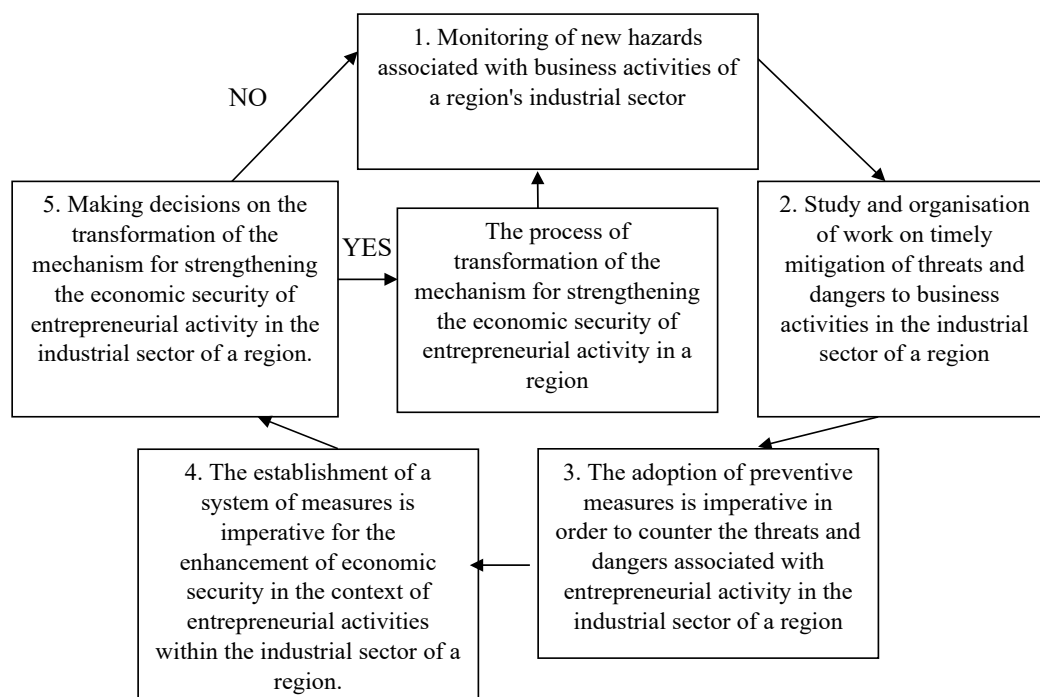 1. Monitoring of new hazards
associated with business activities of
a region's industrial sector
NO
5. Making decisions on the
transformation of the
mechanism for strengthening
the economic security of
entrepreneurial activity in the
industrial sector of a region.
YES
The process of
transformation of the
mechanism for strengthening
the economic security of
entrepreneurial activity in a
region
2. Study and organisation
of work on timely
mitigation of threats and
dangers to business
activities in the industrial
sector of a region
4. The establishment of a
system of measures is
imperative for the
enhancement of economic
security in the context of
entrepreneurial activities
within the industrial sector of a
region.
3. The adoption of preventive
measures is imperative in
order to counter the threats and
dangers associated with
entrepreneurial activity in the
industrial sector of a region